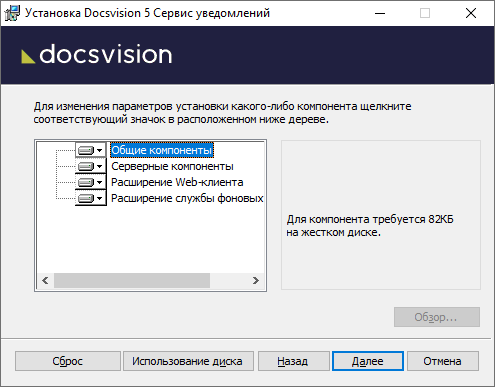 Установка Docsvision 5 Сервис уведомлений
docsvision
Для изменения параметров установки какого-либо компонента щелкните
соответствующий значок в расположенном ниже дереве.
Общие компоненты
Серверные компоненты
Расширение Web-клиента
Расширение службы фоновых
Для компонента требуется 82КБ
на жестком диске.
Обзор...
Сброс
Использование диска
Назад
Далее
Отмена